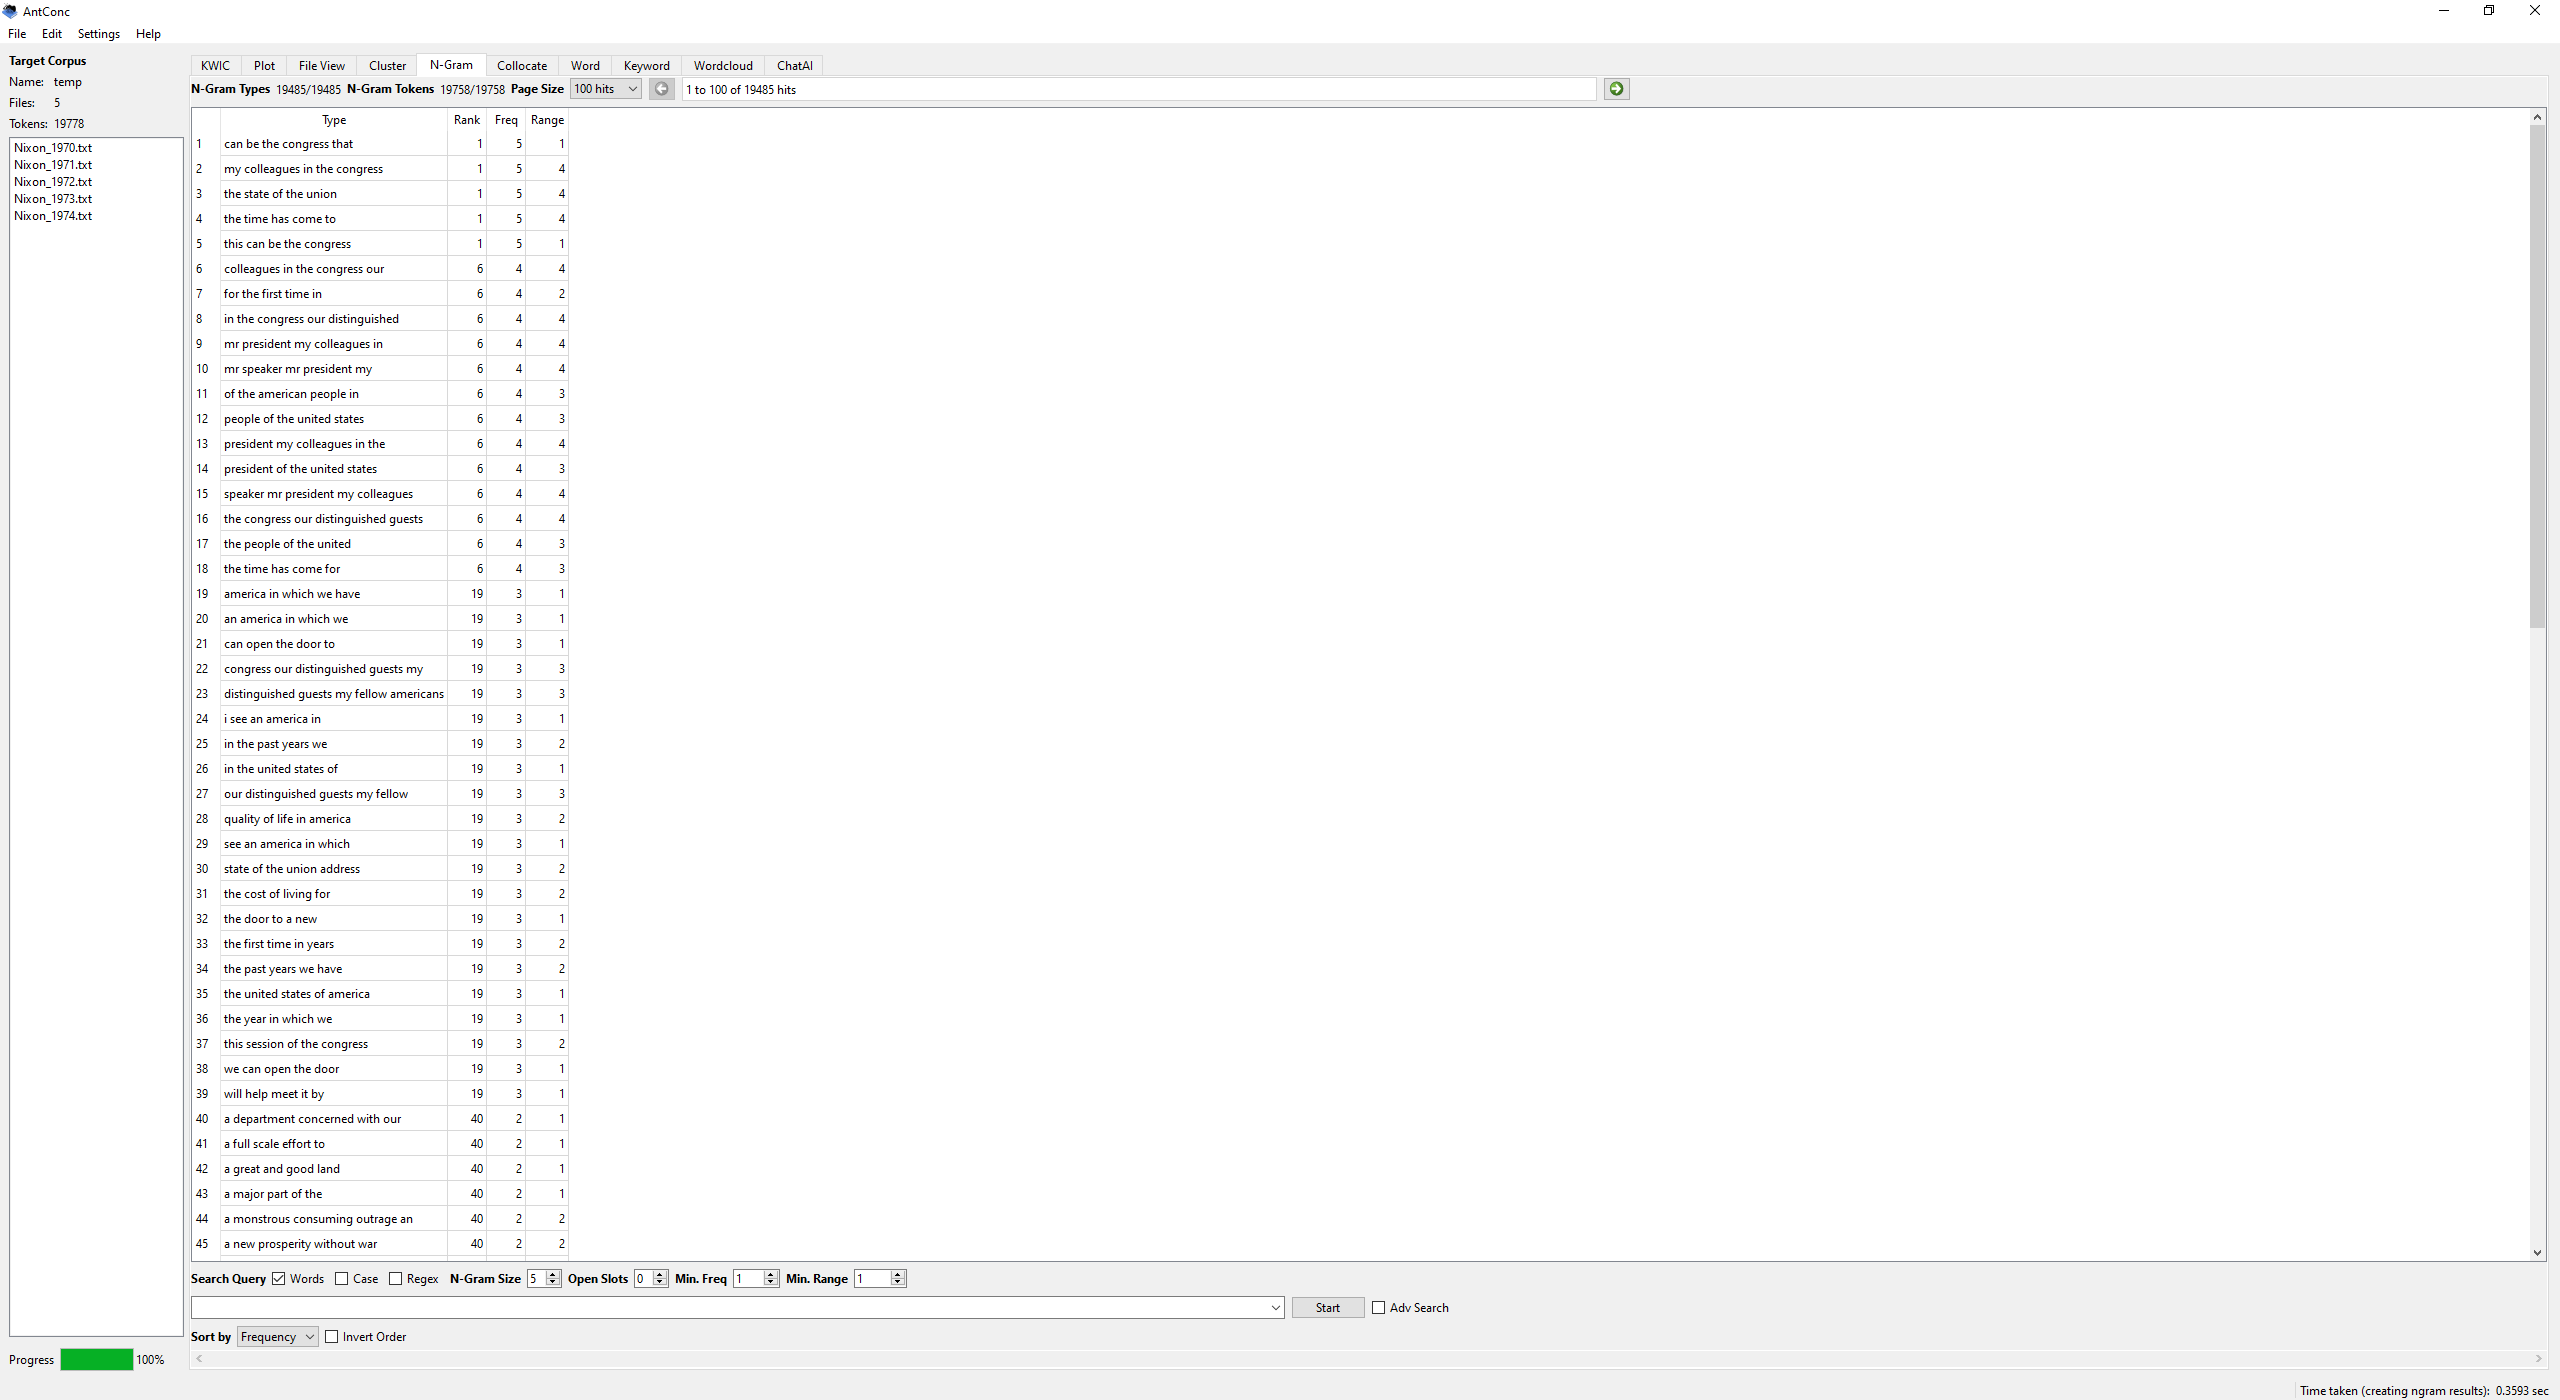 AntConc
File Edit Settings Help
Target Corpus
Name: temp
Files: 5
Tokens: 19778
Nixon_1970.txt
Nixon_1971.txt
Nixon_1972.txt
Nixon_1973.txt
Nixon_1974.txt
Progress 100%
KWIC Plot File View Cluster N-Gram Collocate Word Keyword Wordcloud ChatAI
N-Gram Types 19485/19485 N-Gram Tokens 19758/19758 Page Size 100 hits 1 to 100 of 19485 hits
Type Rank Freq Range
1 can be the congress that 1 5 1
2 my colleagues in the congress 1 5 4
3 the state of the union 1 5 4
4 the time has come to 1 5 4
5 this can be the congress 1 5 1
6 colleagues in the congress our 6 4 4
7 for the first time in 6 4 2
8 in the congress our distinguished 6 4 4
9 mr president my colleagues in 6 4 4
10 mr speaker mr president my 6 4 4
11 of the american people in 6 4 3
12 people of the united states 6 4 3
13 president my colleagues in the 6 4 4
14 president of the united states 6 4 3
15 speaker mr president my colleagues 6 4 4
16 the congress our distinguished guests 6 4 4
17 the people of the united 6 4 3
18 the time has come for 6 4 3
19 america in which we have 19 3 1
20 an america in which we 19 3 1
21 can open the door to 19 3 1
22 congress our distinguished guests my 19 3 3
23 distinguished guests my fellow americans 19 3 3
24 i see an america in 19 3 1
25 in the past years we 19 3 2
26 in the united states of 19 3 1
27 our distinguished guests my fellow 19 3 3
28 quality of life in america 19 3 2
29 see an america in which 19 3 1
30 state of the union address 19 3 2
31 the cost of living for 19 3 2
32 the door to a new 19 3 1
33 the first time in years 19 3 2
34 the past years we have 19 3 2
35 the united states of america 19 3 1
36 the year in which we 19 3 1
37 this session of the congress 19 3 2
38 we can open the door 19 3 1
39 will help meet it by 19 3 1
40 a department concerned with our 40 2 1
41 a full scale effort to 40 2 1
42 a great and good land 40 2 1
43 a major part of the 40 2 1
44 a monstrous consuming outrage an 40 2 2
45 a new prosperity without war 40 2 2
Search Query Words Case Regex N-Gram Size 5 Open Slots 0 Min. Freq 1 Min. Range 1
Start Adv Search
Sort by Frequency Invert Order
Time taken (creating ngram results): 0.3593 sec